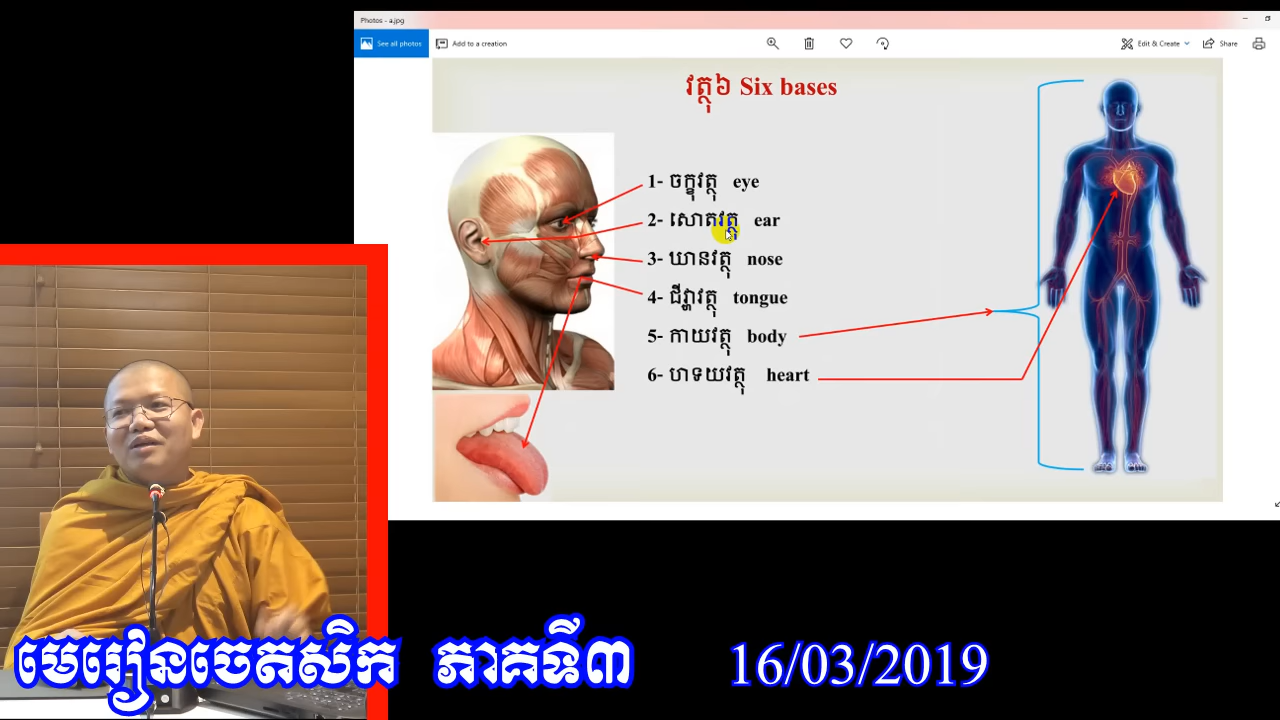 Photos - a.jpg
See all photos
Add to a creation
Edit & Create
Share
វត្ថុ៦ Six bases
1- ចក្ខុវត្ថុ eye
2- សោតវត្ថុ ear
3- ឃានវត្ថុ nose
4- ជីវ្ហាវត្ថុ tongue
5- កាយវត្ថុ body
6- ហទយវត្ថុ heart
មេរៀនចេតសិក ភាគទី៣ 16/03/2019